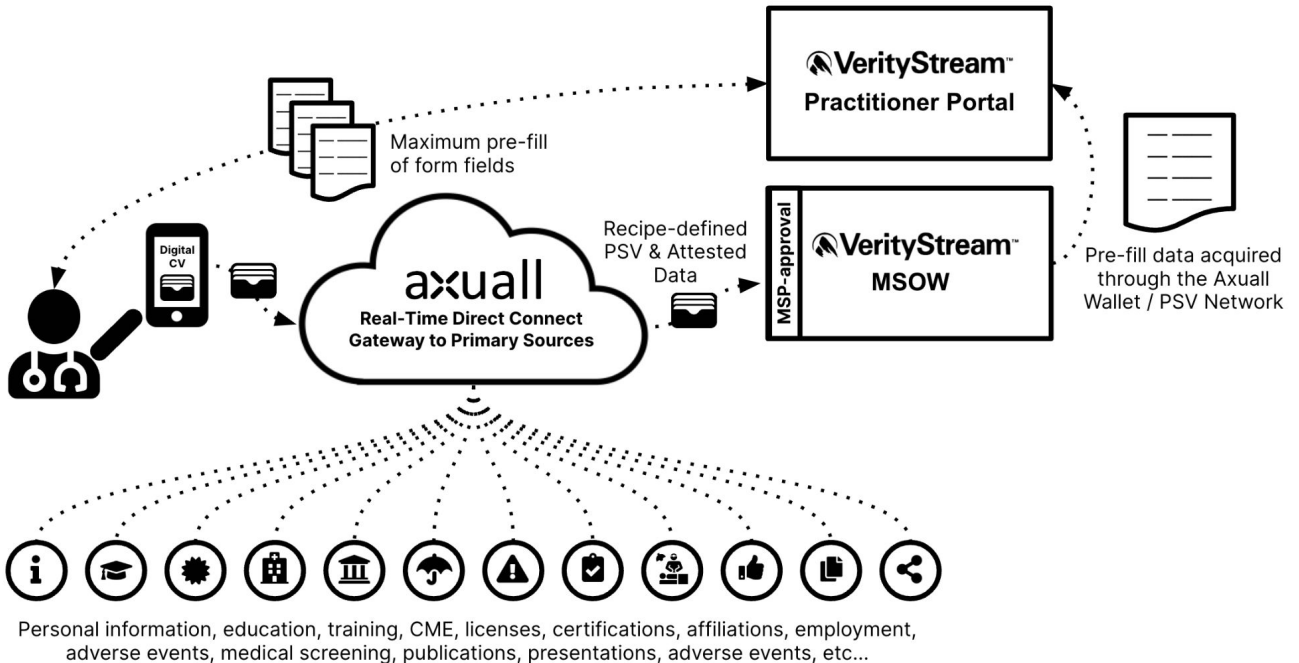 VerityStream™
Practitioner Portal
Maximum pre-fill
of form fields
Digital
CV
axuall
Real-Time Direct Connect
Gateway to Primary Sources
Recipe-defined
PSV & Attested
Data
MSP-approval
VerityStream™
MSOW
Pre-fill data acquired
through the Axuall
Wallet / PSV Network
Personal information, education, training, CME, licenses, certifications, affiliations, employment,
adverse events, medical screening, publications, presentations, adverse events, etc...